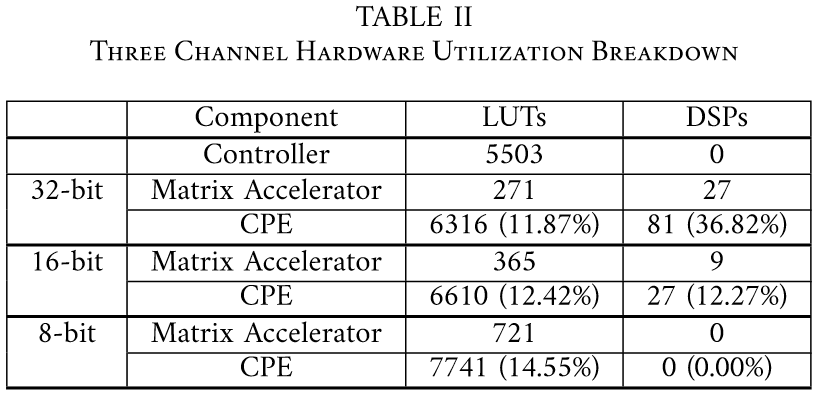 TABLE II
Three Channel Hardware Utilization Breakdown
Component LUTs DSPs
Controller 5503 0
32-bit Matrix Accelerator 271 27
CPE 6316 (11.87%) 81 (36.82%)
16-bit Matrix Accelerator 365 9
CPE 6610 (12.42%) 27 (12.27%)
8-bit Matrix Accelerator 721 0
CPE 7741 (14.55%) 0 (0.00%)